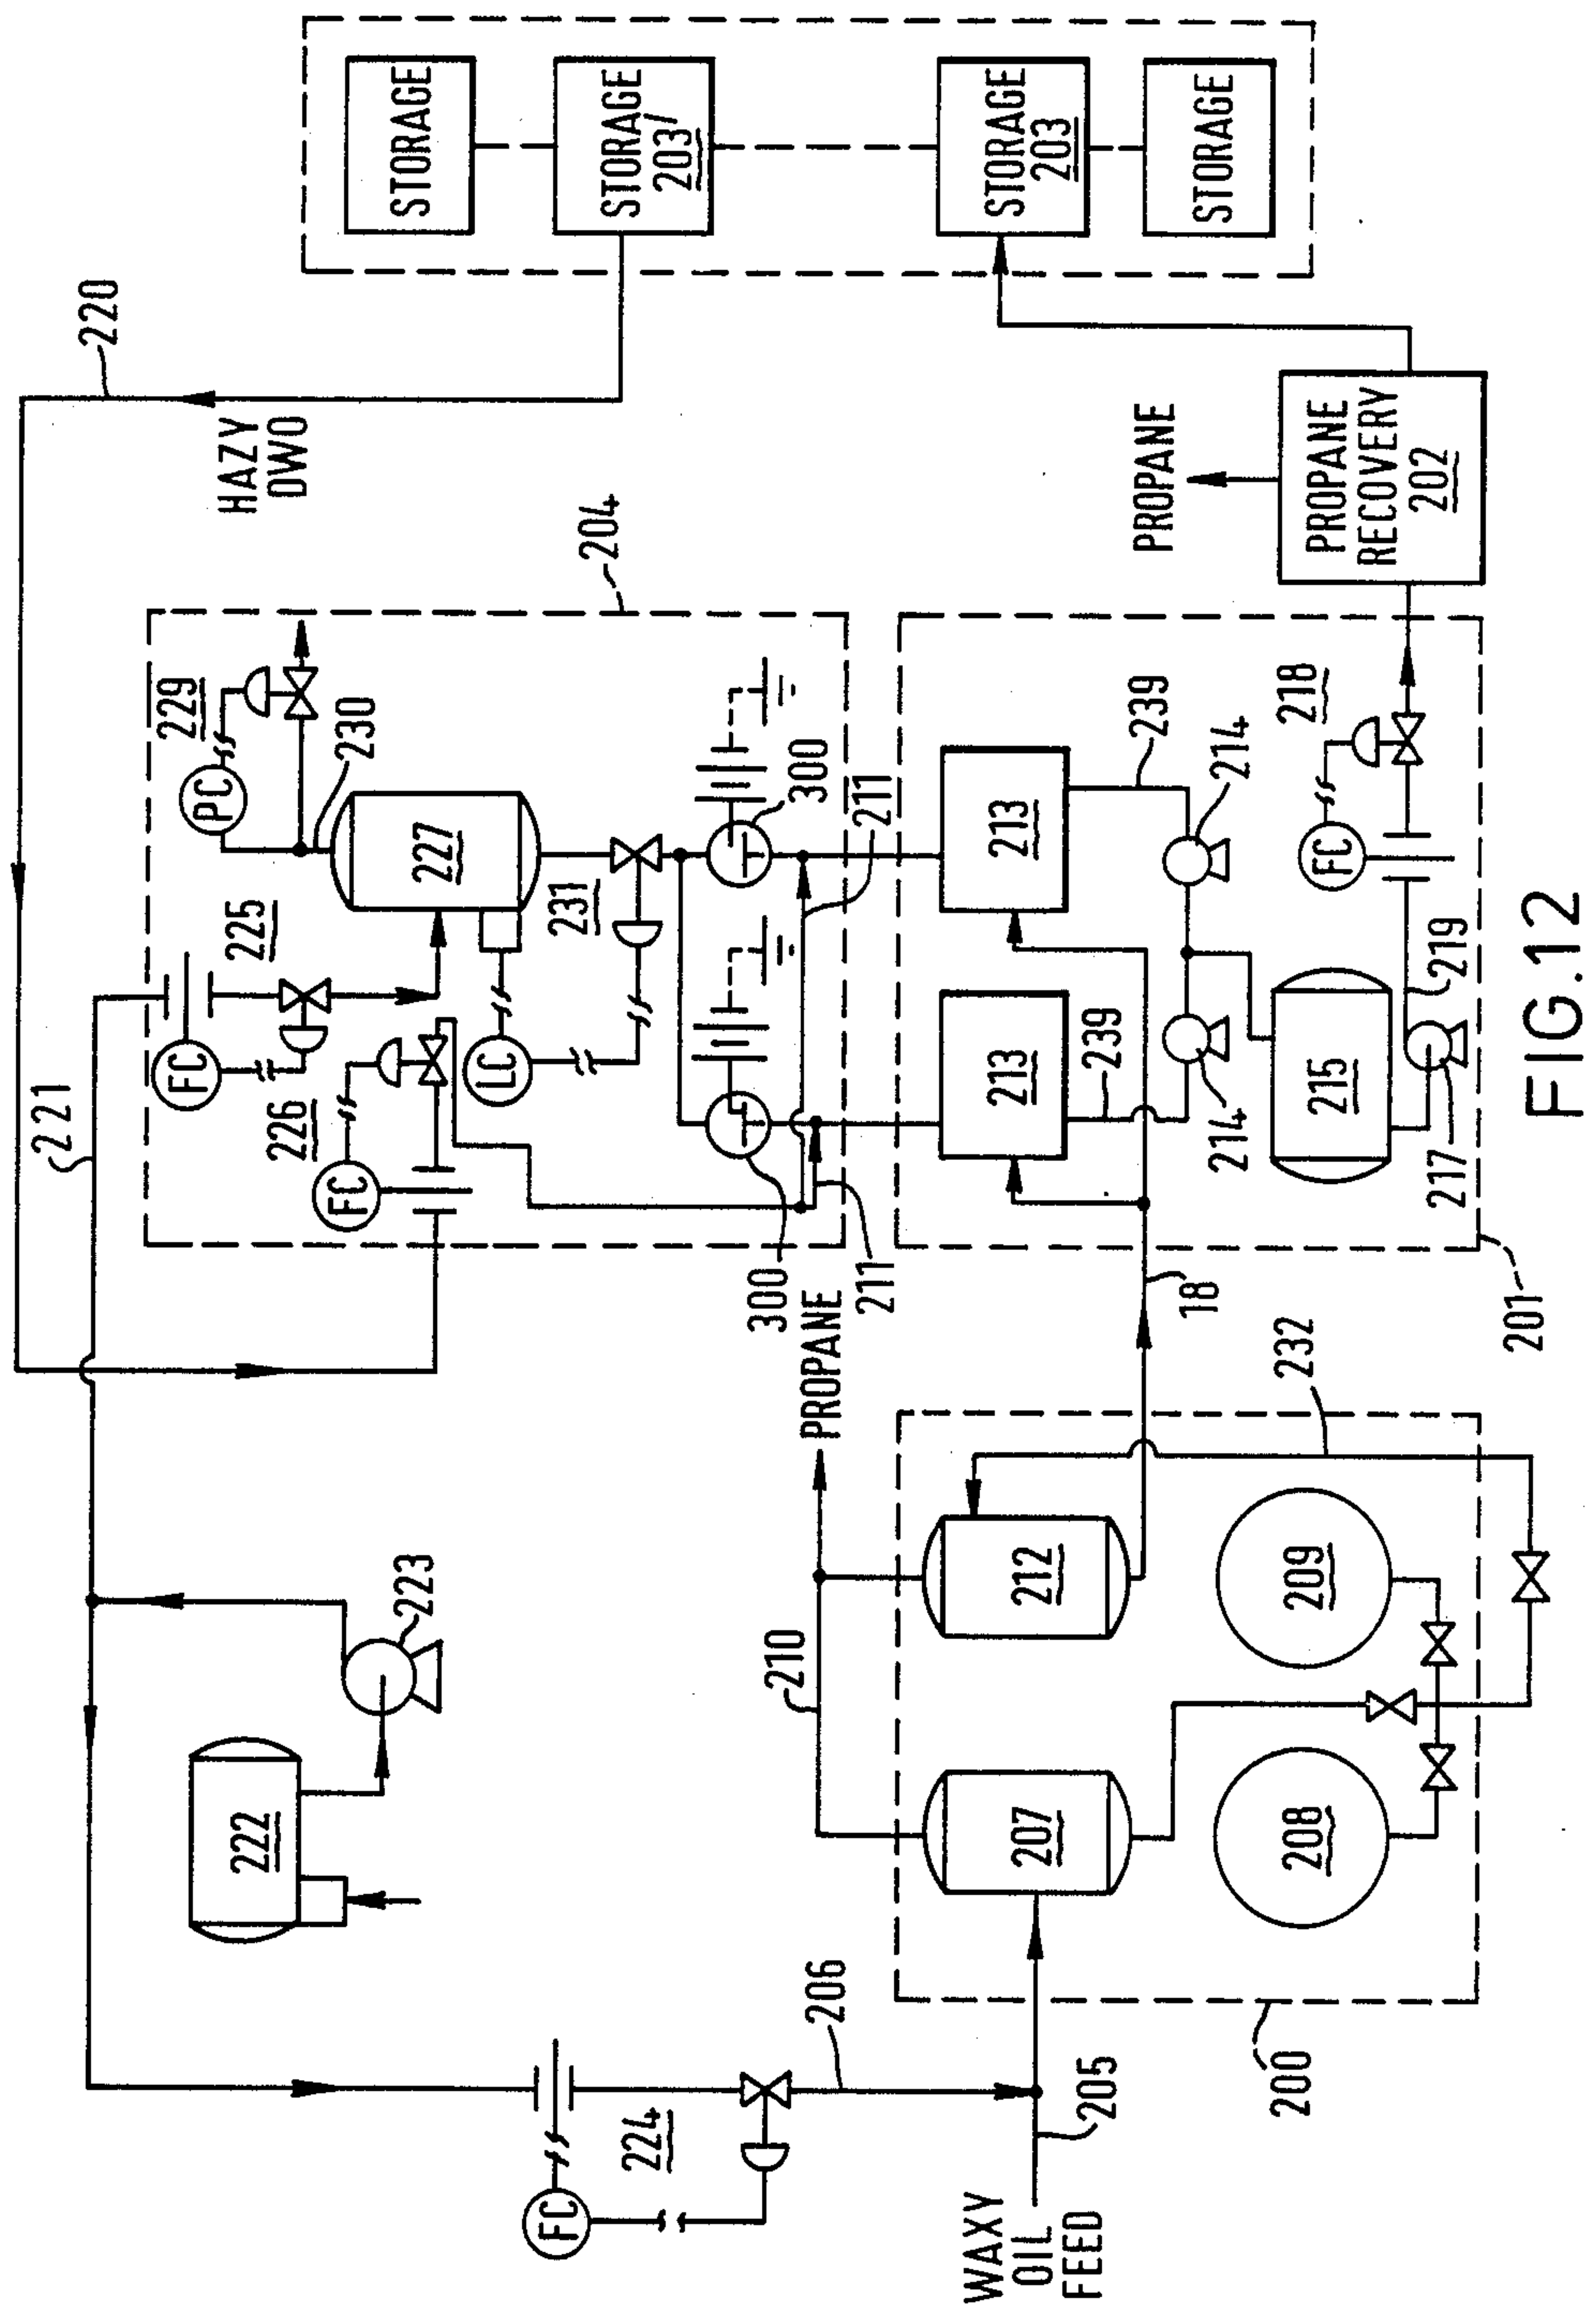 STORAGE
STORAGE
203'
STORAGE
203
STORAGE
220
HAZY
DWO
204
229
PC
230
225
227
FC
226
FC
LC
231
300
211
221
300
211
PROPANE
PROPANE
RECOVERY
202
239
213
214
218
FC
219
213
239
214
215
217
18
201
PROPANE
232
223
222
210
212
209
207
208
206
224
FC
205
200
WAXY
OIL
FEED
FIG.12